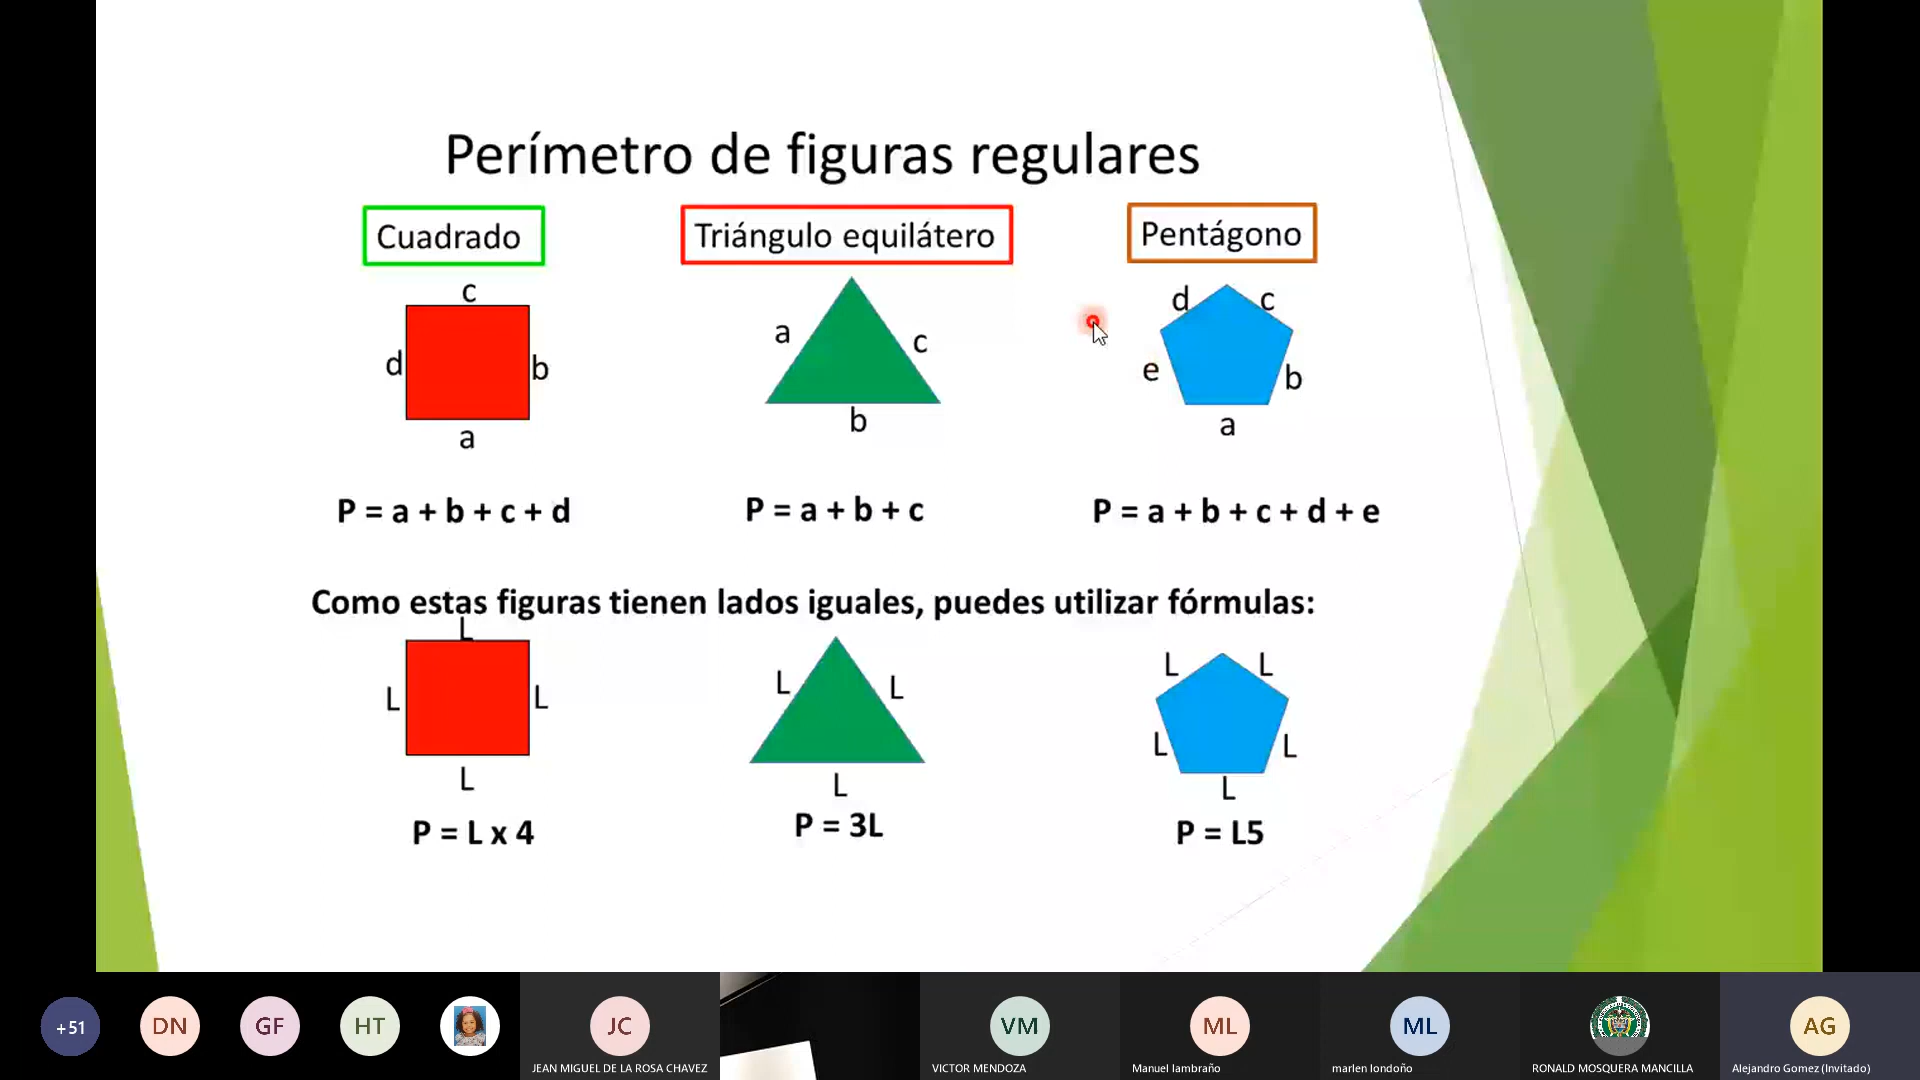 Perímetro de figuras regulares
Cuadrado
Triángulo equilátero
Pentágono
c
d
b
a
a
c
b
d
c
e
b
a
P = a + b + c + d
P = a + b + c
P = a + b + c + d + e
Como estas figuras tienen lados iguales, puedes utilizar fórmulas:
L
L
L
L
L
L
L
L
L
L
L
L
P = L x 4
P = 3L
P = L5
+51
DN
GF
HT
JC
VM
ML
ML
AG
JEAN MIGUEL DE LA ROSA CHAVEZ
VICTOR MENDOZA
Manuel lambraño
marlen londoño
RONALD MOSQUERA MANCILLA
Alejandro Gomez (Invitado)